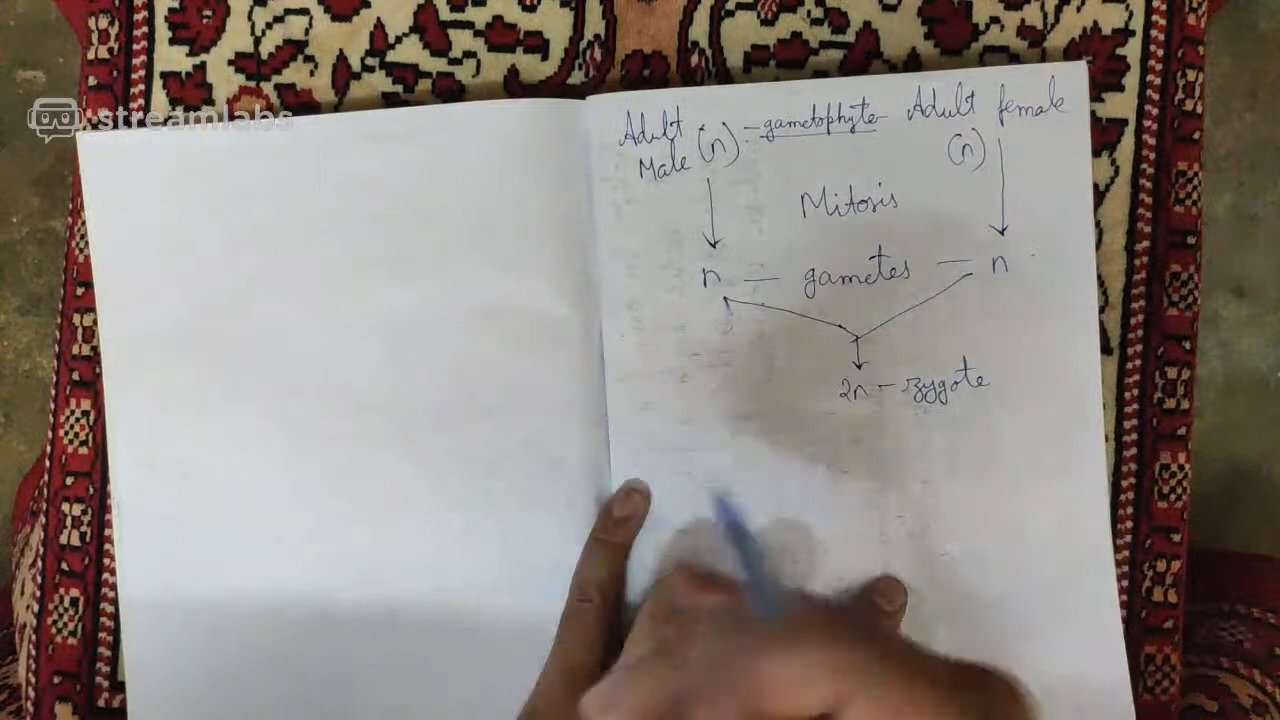 streamlabs
Adult Male (n) - gametophyte - Adult female (n)
Mitosis
n - gametes - n
2n - zygote